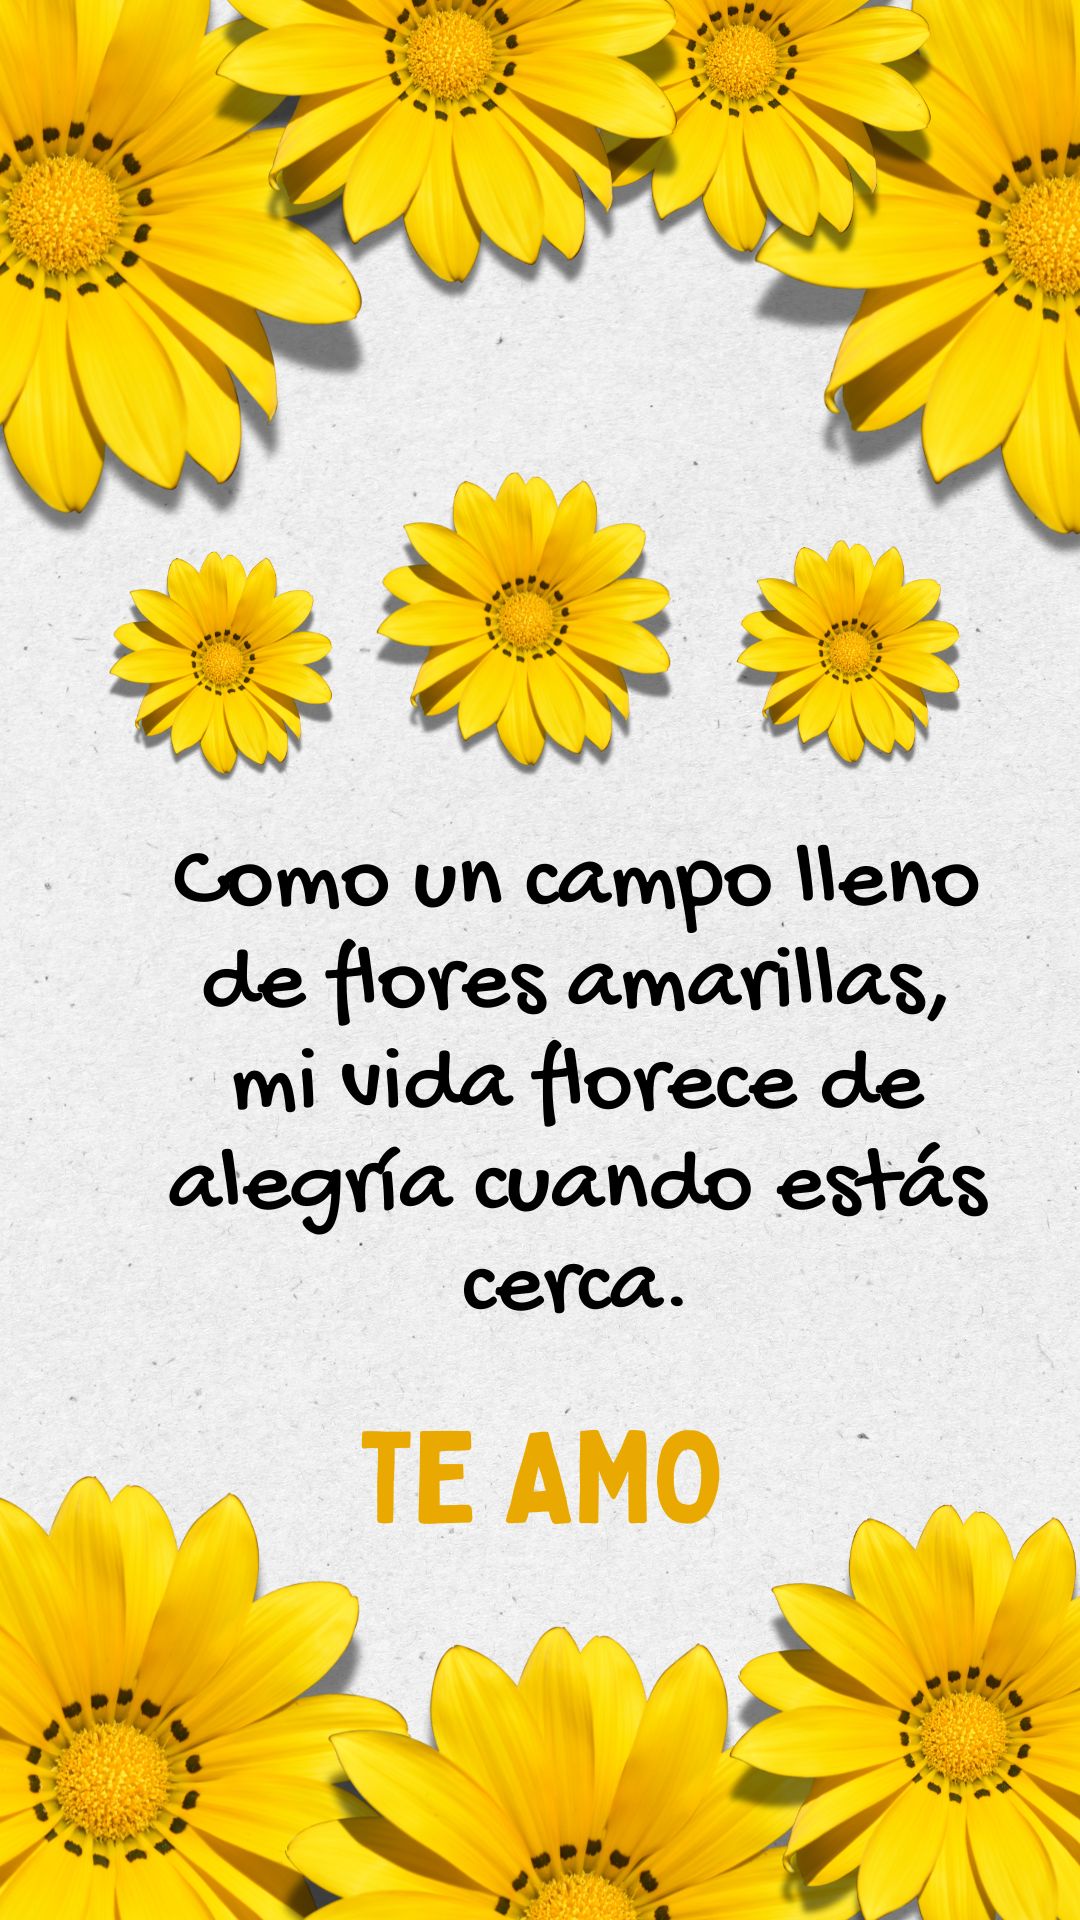 Como un campo lleno
de flores amarillas,
mi vida florece de
alegría cuando estás
cerca.
TE AMO